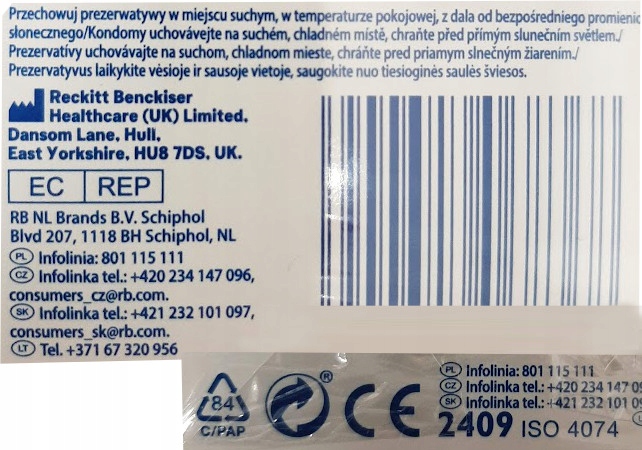 Przechowuj prezerwatywy w miejscu suchym, w temperaturze pokojowej, z dala od bezpośredniego promienic
słonecznego/Kondomy uchovávejte na suchém, chladném místě, chraňte před přímým slunečním světlem./
Prezervatívy uchovávajte na suchom, chladnom mieste, chráňte pred priamym slnečným žiarením./
Prezervatyvus laikykite vėsioje ir sausoje vietoje, saugokite nuo tiesioginės saulės šviesos.
Reckitt Benckiser
Healthcare (UK) Limited,
Dansom Lane, Hull,
East Yorkshire, HU8 7DS, UK.
EC REP
RB NL Brands B.V. Schiphol
Blvd 207, 1118 BH Schiphol, NL
PL Infolinia: 801 115 111
CZ Infolinka tel.: +420 234 147 096,
consumers_cz@rb.com.
SK Infolinka tel.: +421 232 101 097,
consumers_sk@rb.com.
LT Tel. +371 67 320 956
PL Infolinia: 801 115 111
CZ Infolinka tel.: +420 234 147 09
SK Infolinka tel.: +421 232 101 09
84
C/PAP
®
CE
2409 ISO 4074